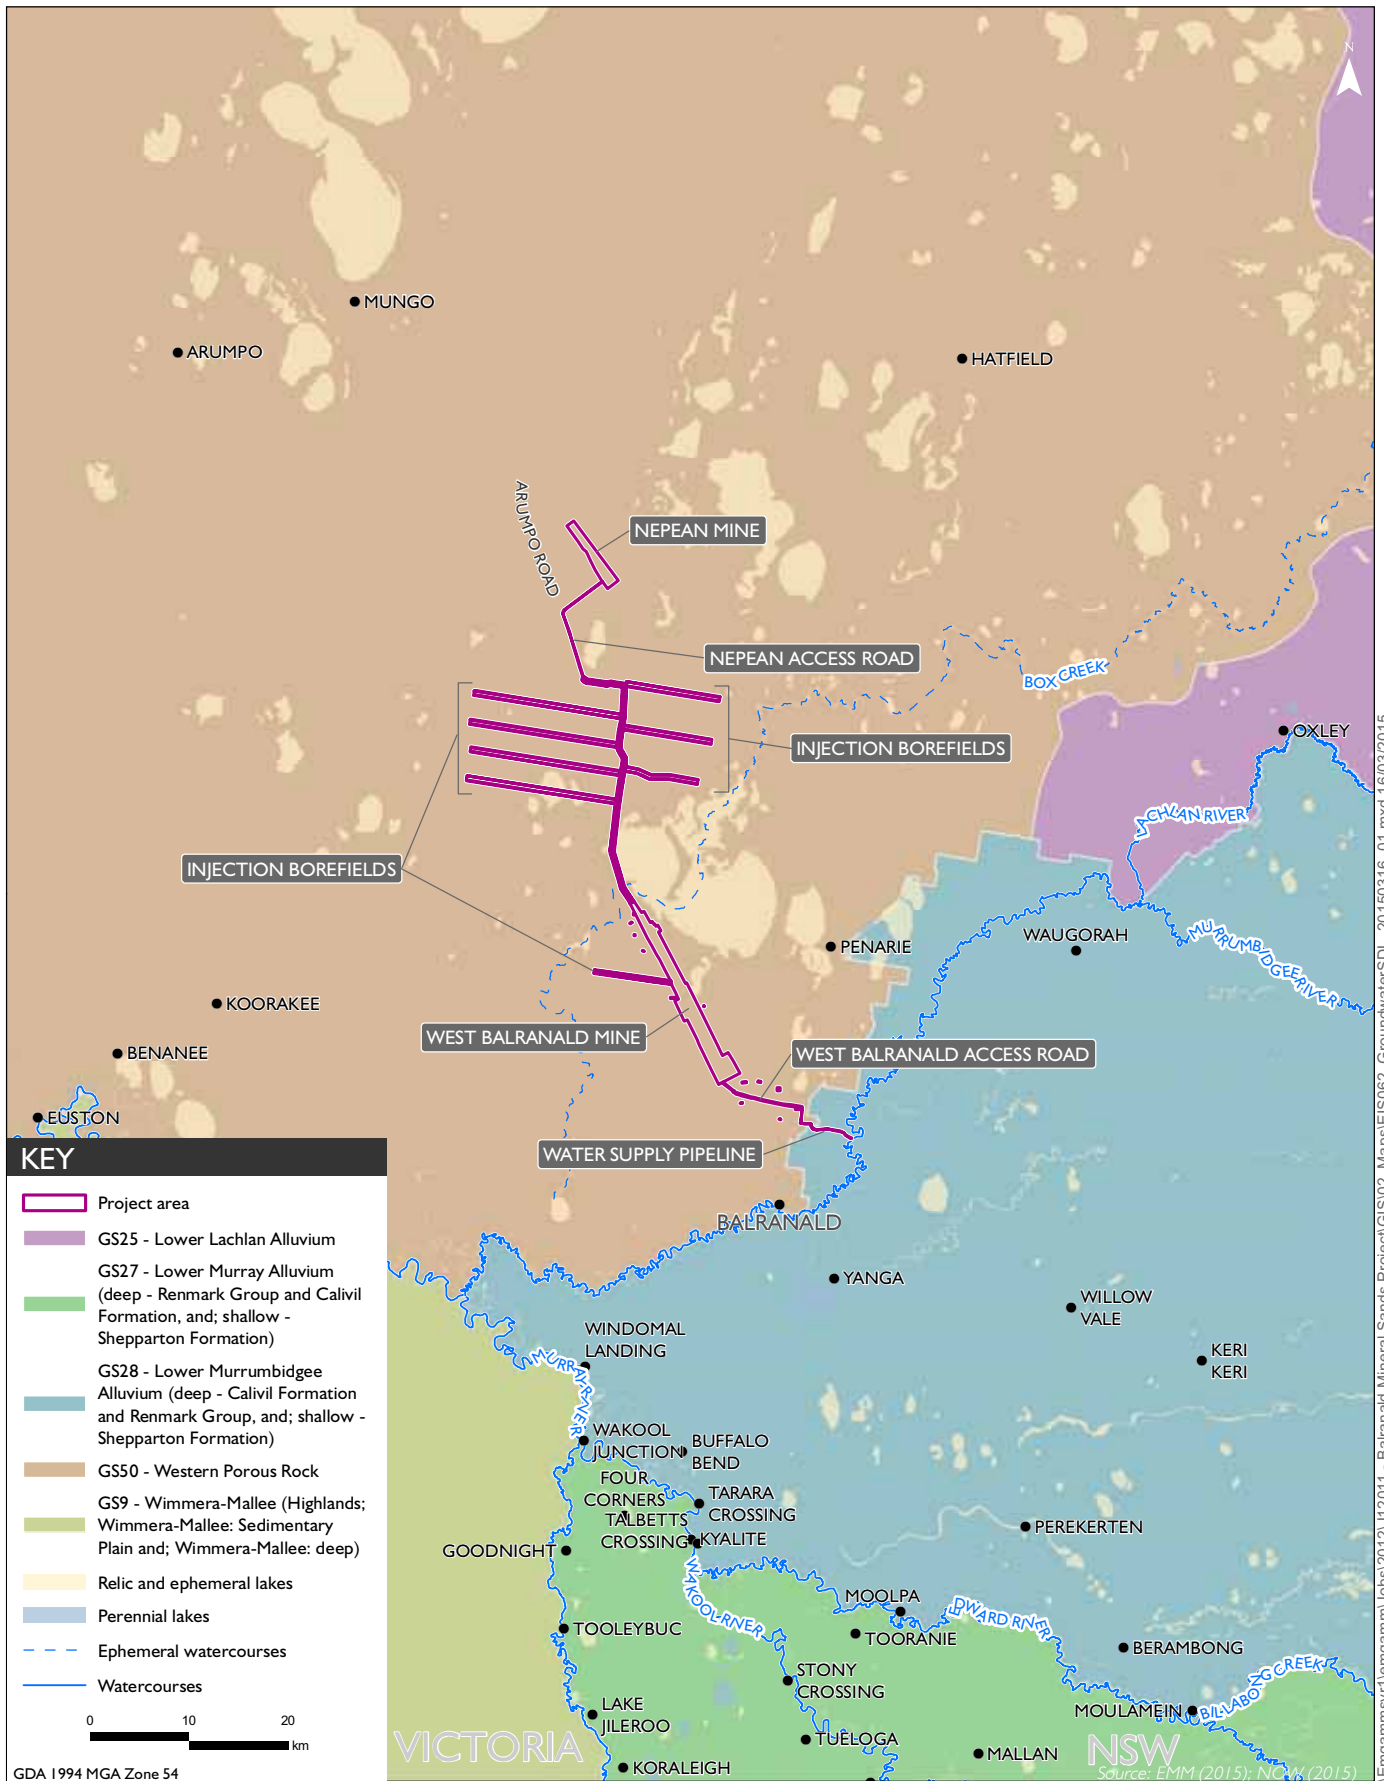 N
MUNGO
ARUMPO
HATFIELD
ARUMPO ROAD
NEPEAN MINE
NEPEAN ACCESS ROAD
BOX CREEK
OXLEY
INJECTION BOREFIELDS
LACHLAN RIVER
INJECTION BOREFIELDS
WAUGORAH
MURRUMBIDGEE RIVER
PENARIE
KOORAKEE
WEST BALRANALD MINE
BENANEE
WEST BALRANALD ACCESS ROAD
EUSTON
WATER SUPPLY PIPELINE
BALRANALD
YANGA
WILLOW
VALE
WINDOMAL
LANDING
KERI
KERI
MURRAY RIVER
WAKOOL
JUNCTION
BUFFALO
BEND
FOUR
CORNERS
TARARA
CROSSING
TALBETTS
CROSSING
KYALITE
PEREKERTEN
GOODNIGHT
WAKOOL RIVER
MOOLPA
EDWARD RIVER
TOORANIE
TOOLEYBUC
BERAMBONG
STONY
CROSSING
BILLABONG CREEK
LAKE
JILEROO
MOULAMEIN
TUELOGA
VICTORIA
NSW
MALLAN
KORALEIGH
Source: EMM (2015); NOW (2015)
KEY
Project area
GS25 - Lower Lachlan Alluvium
GS27 - Lower Murray Alluvium
(deep - Renmark Group and Calivil
Formation, and; shallow -
Shepparton Formation)
GS28 - Lower Murrumbidgee
Alluvium (deep - Calivil Formation
and Renmark Group, and; shallow -
Shepparton Formation)
GS50 - Western Porous Rock
GS9 - Wimmera-Mallee (Highlands;
Wimmera-Mallee: Sedimentary
Plain and; Wimmera-Mallee: deep)
Relic and ephemeral lakes
Perennial lakes
Ephemeral watercourses
Watercourses
0 10 20
km
GDA 1994 MGA Zone 54